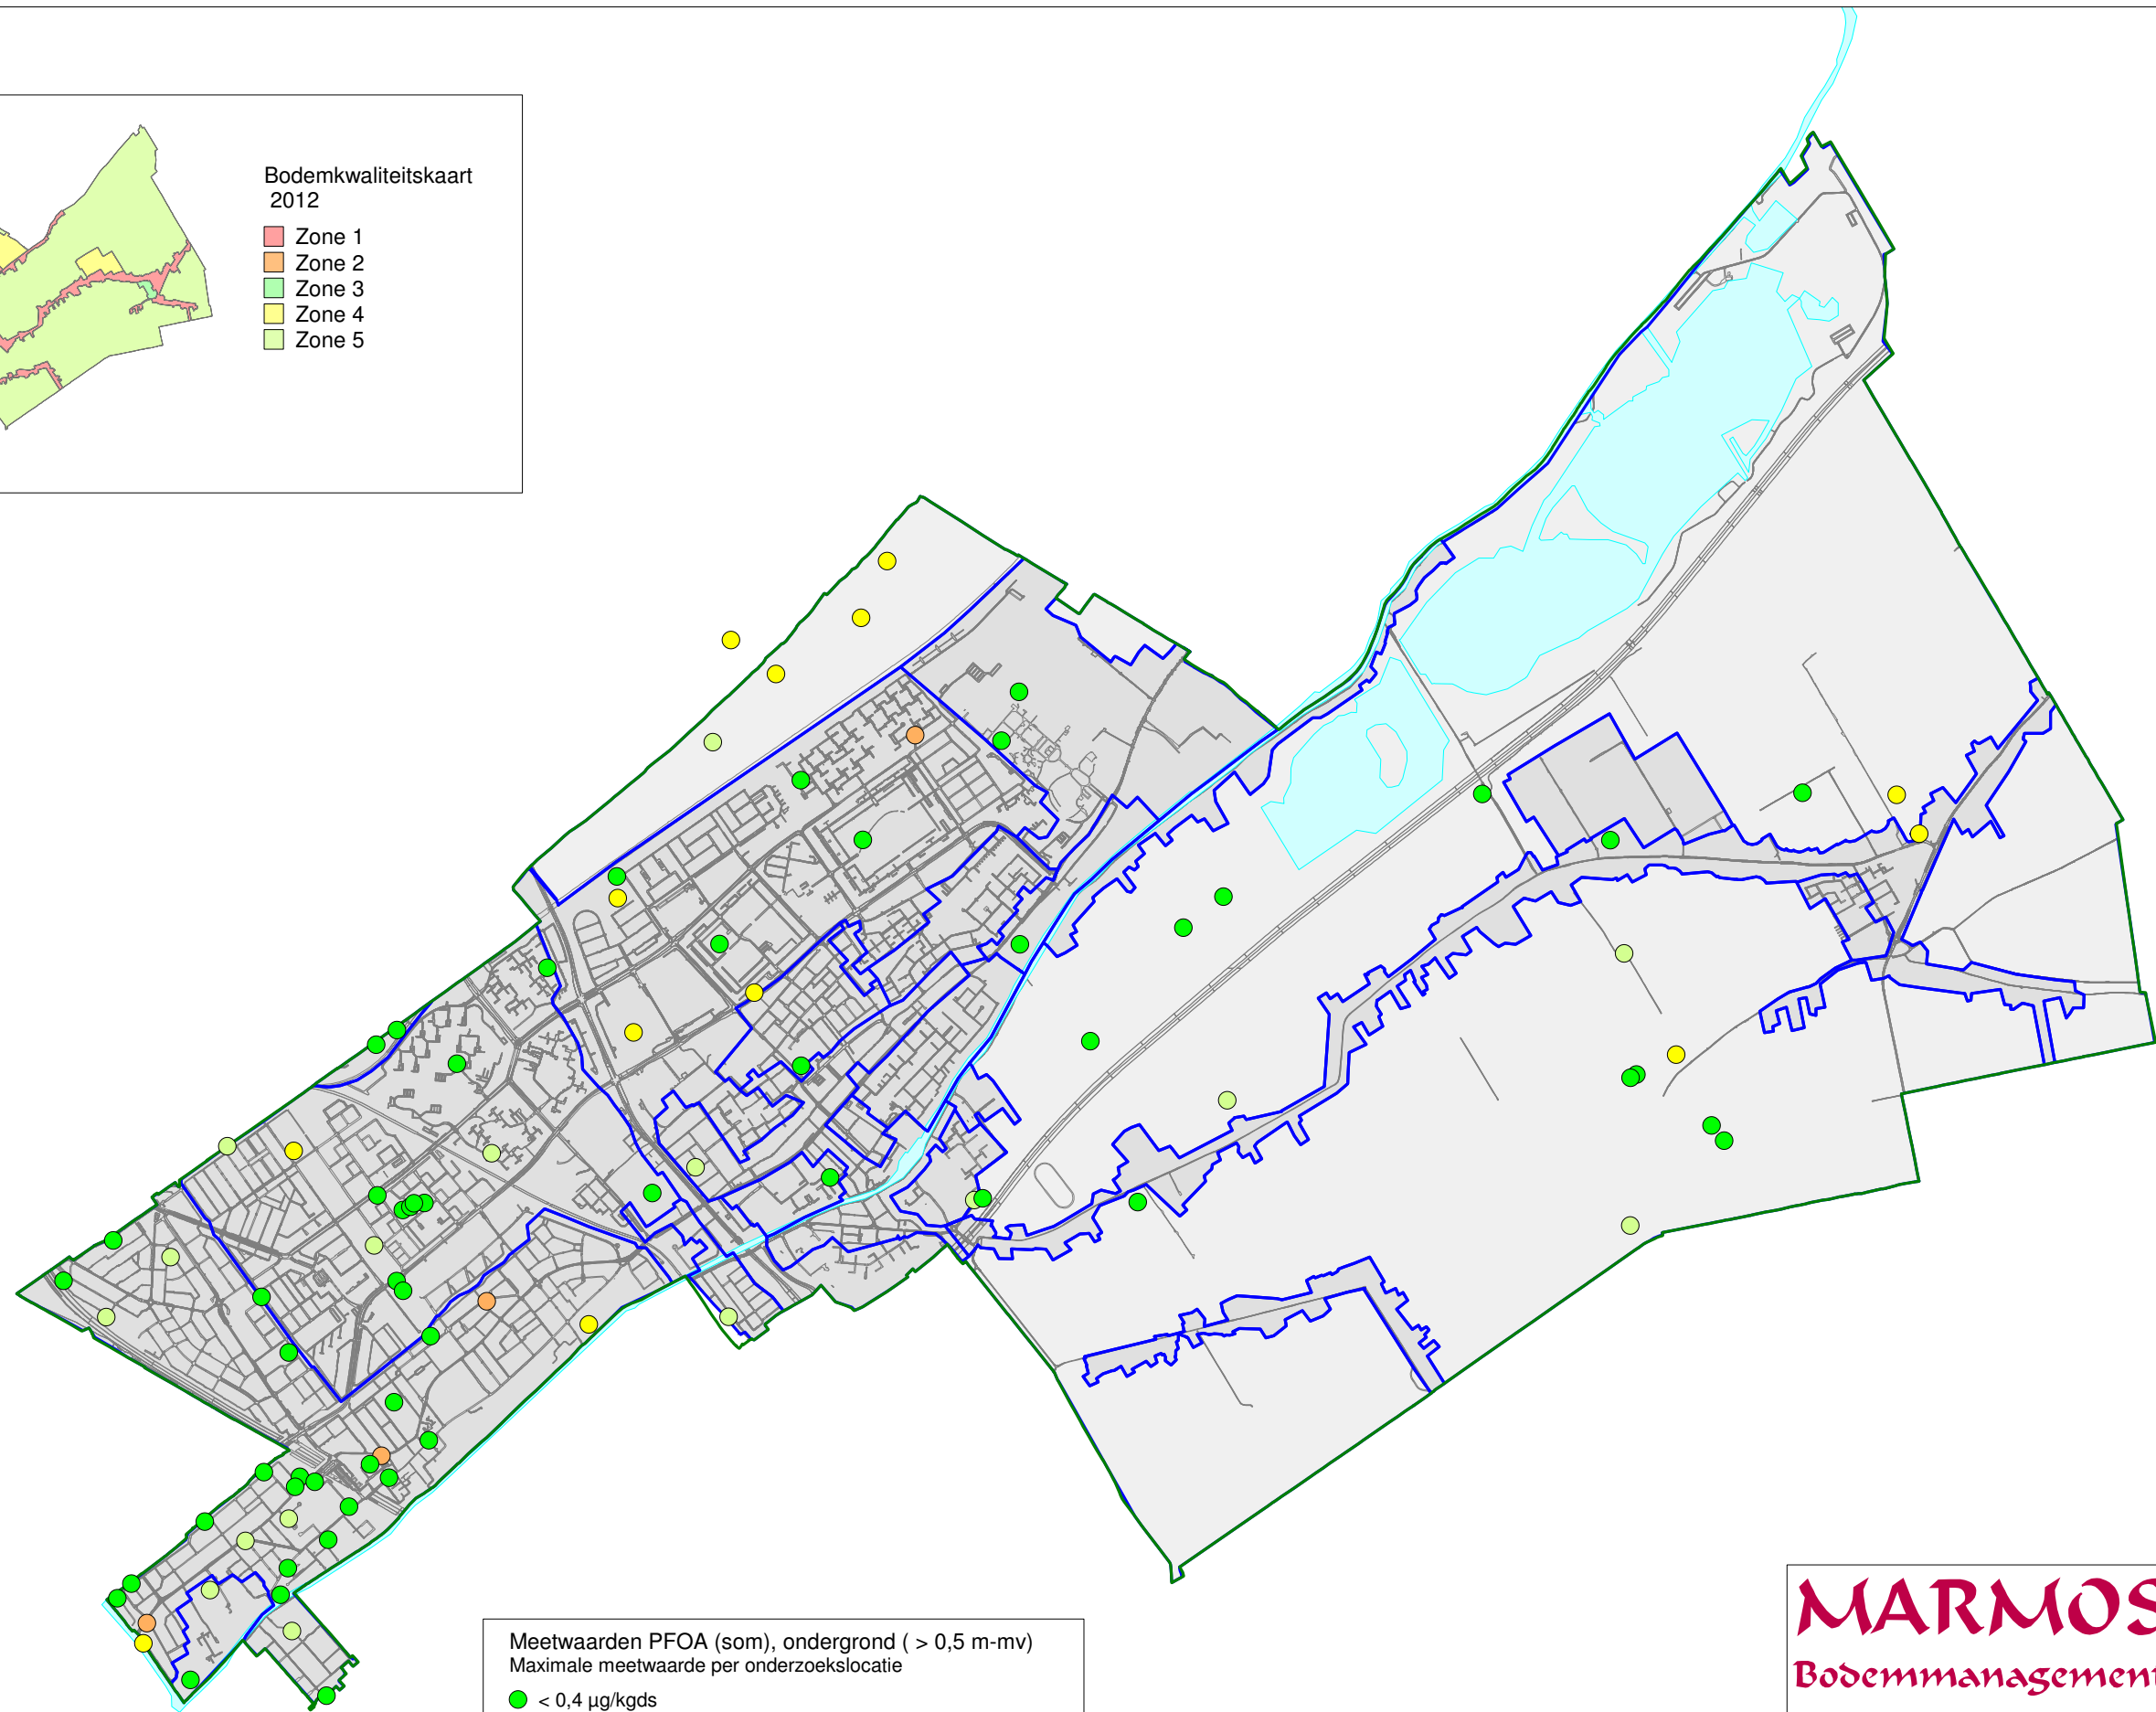 Bodemkwaliteitskaart
2012
Zone 1
Zone 2
Zone 3
Zone 4
Zone 5
Meetwaarden PFOA (som), ondergrond ( > 0,5 m-mv)
Maximale meetwaarde per onderzoekslocatie
< 0,4 µg/kgds
MARMOS
Bodemmanagement